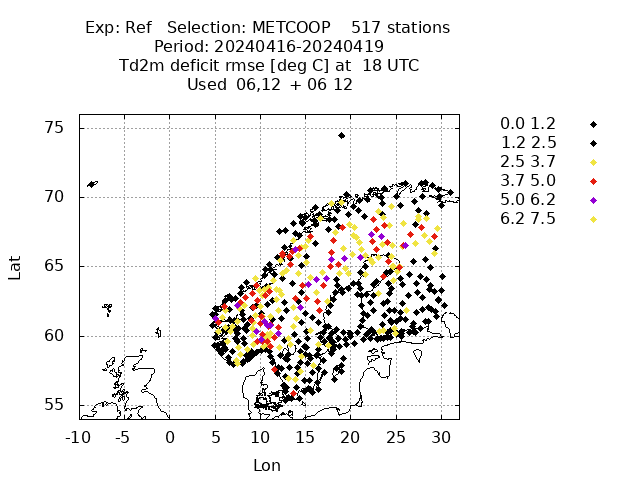 Exp: Ref   Selection: METCOOP    517 stations
Period: 20240416-20240419
Td2m deficit rmse [deg C] at  18 UTC
Used  06,12  + 06 12
0.0 1.2
1.2 2.5
2.5 3.7
3.7 5.0
5.0 6.2
6.2 7.5
75
70
65
60
55
Lat
-10 -5 0 5 10 15 20 25 30
Lon